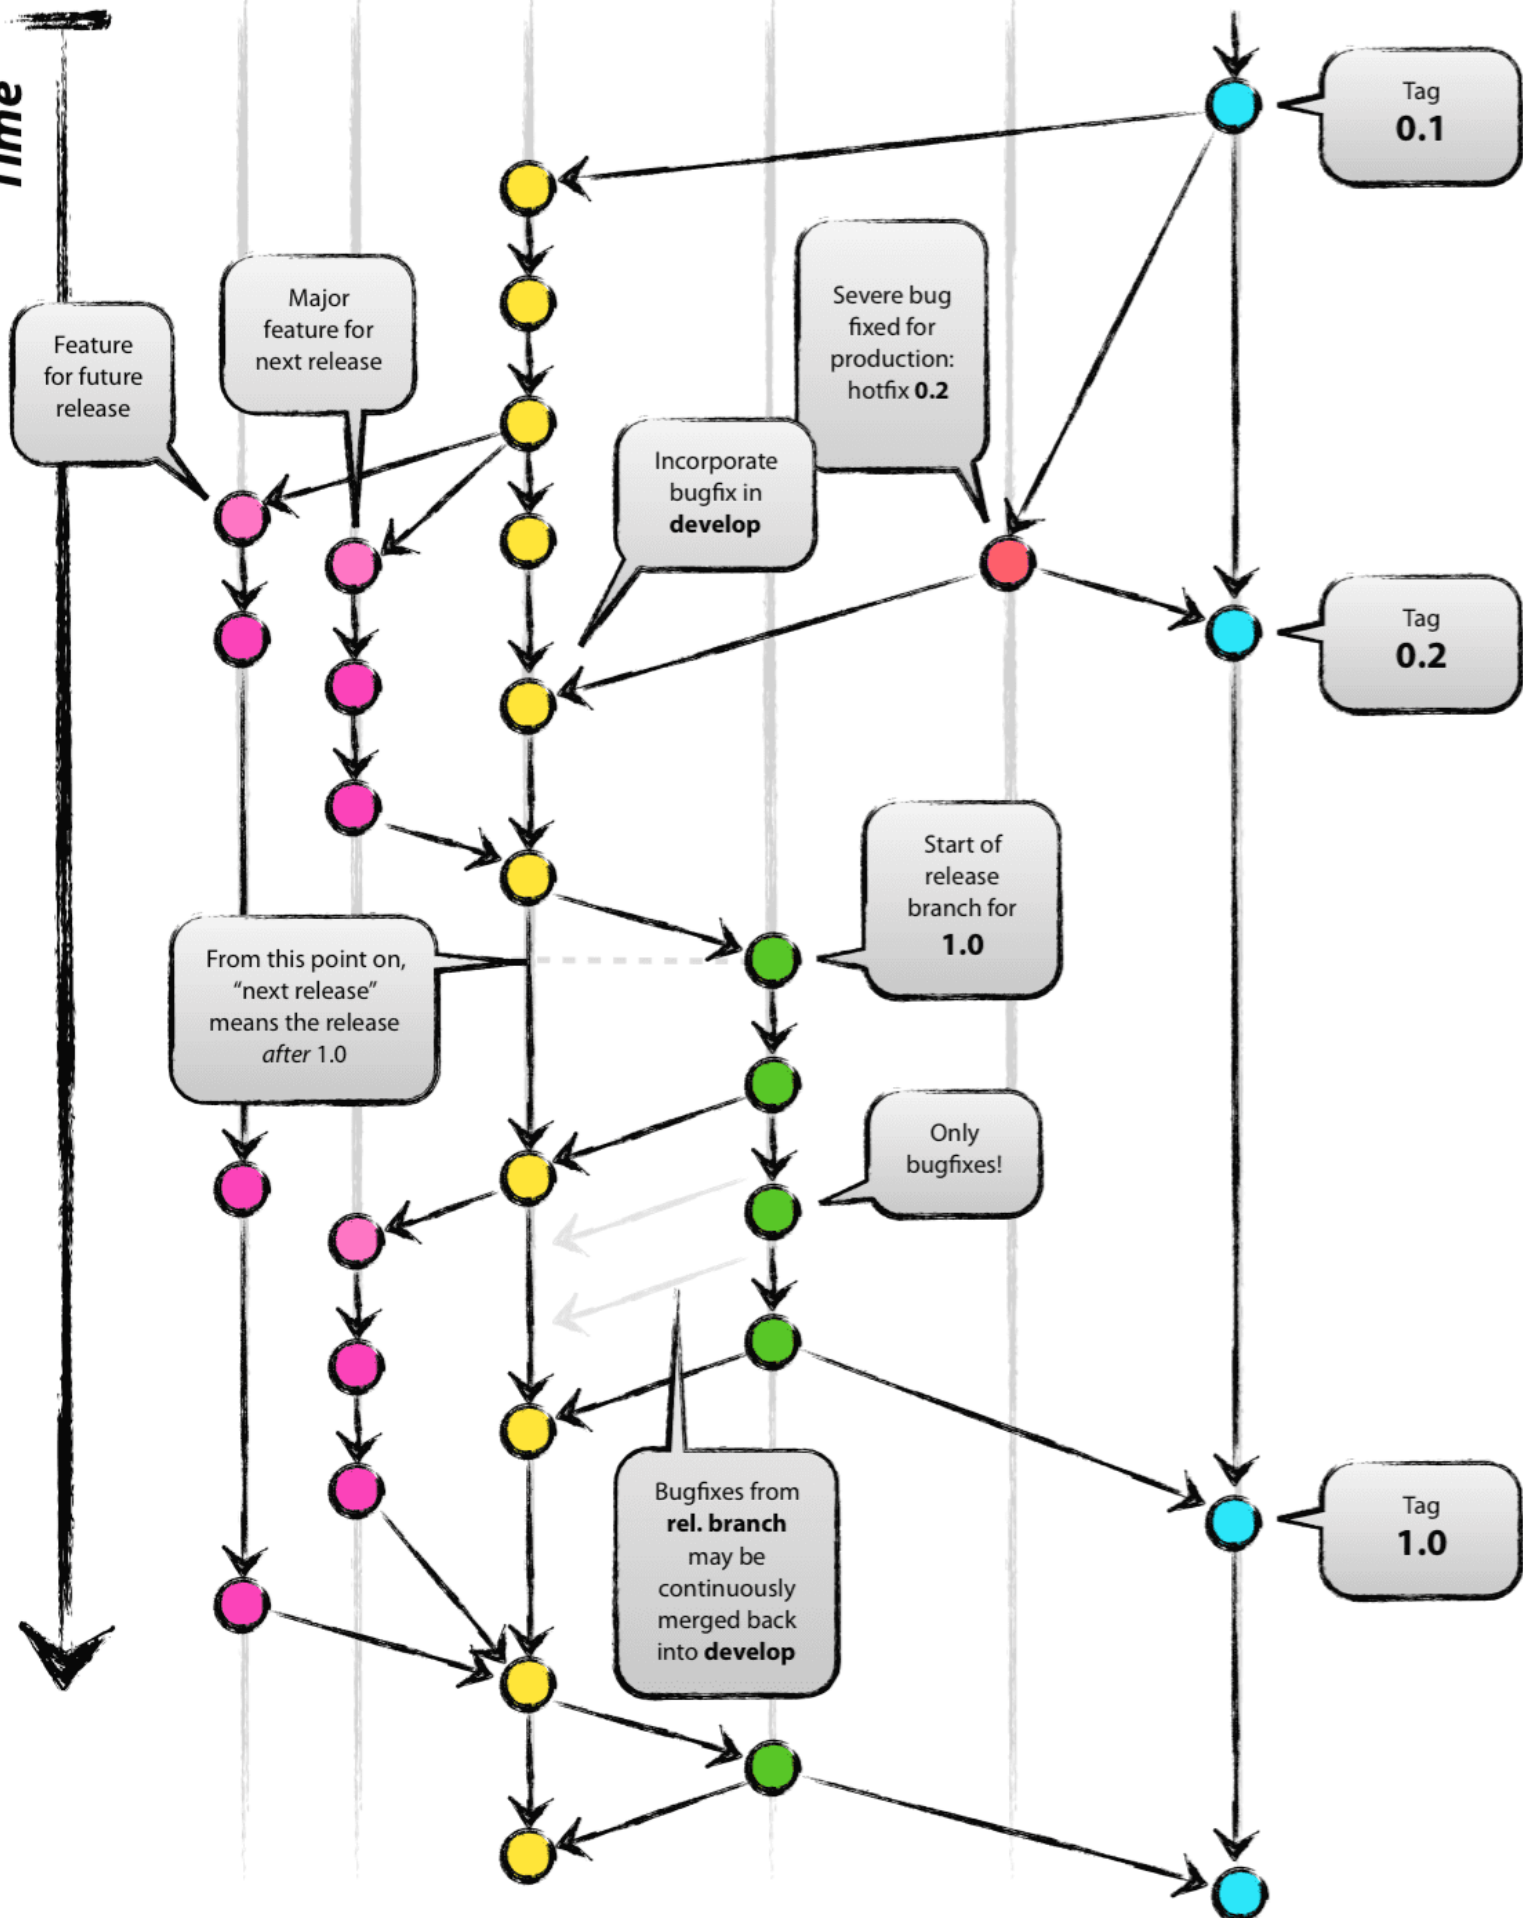 Time
Tag
0.1
Major
feature for
next release
Severe bug
fixed for
production:
hotfix 0.2
Feature
for future
release
Incorporate
bugfix in
develop
Tag
0.2
Start of
release
branch for
1.0
From this point on,
“next release”
means the release
after 1.0
Only
bugfixes!
Bugfixes from
rel. branch
may be
continuously
merged back
into develop
Tag
1.0